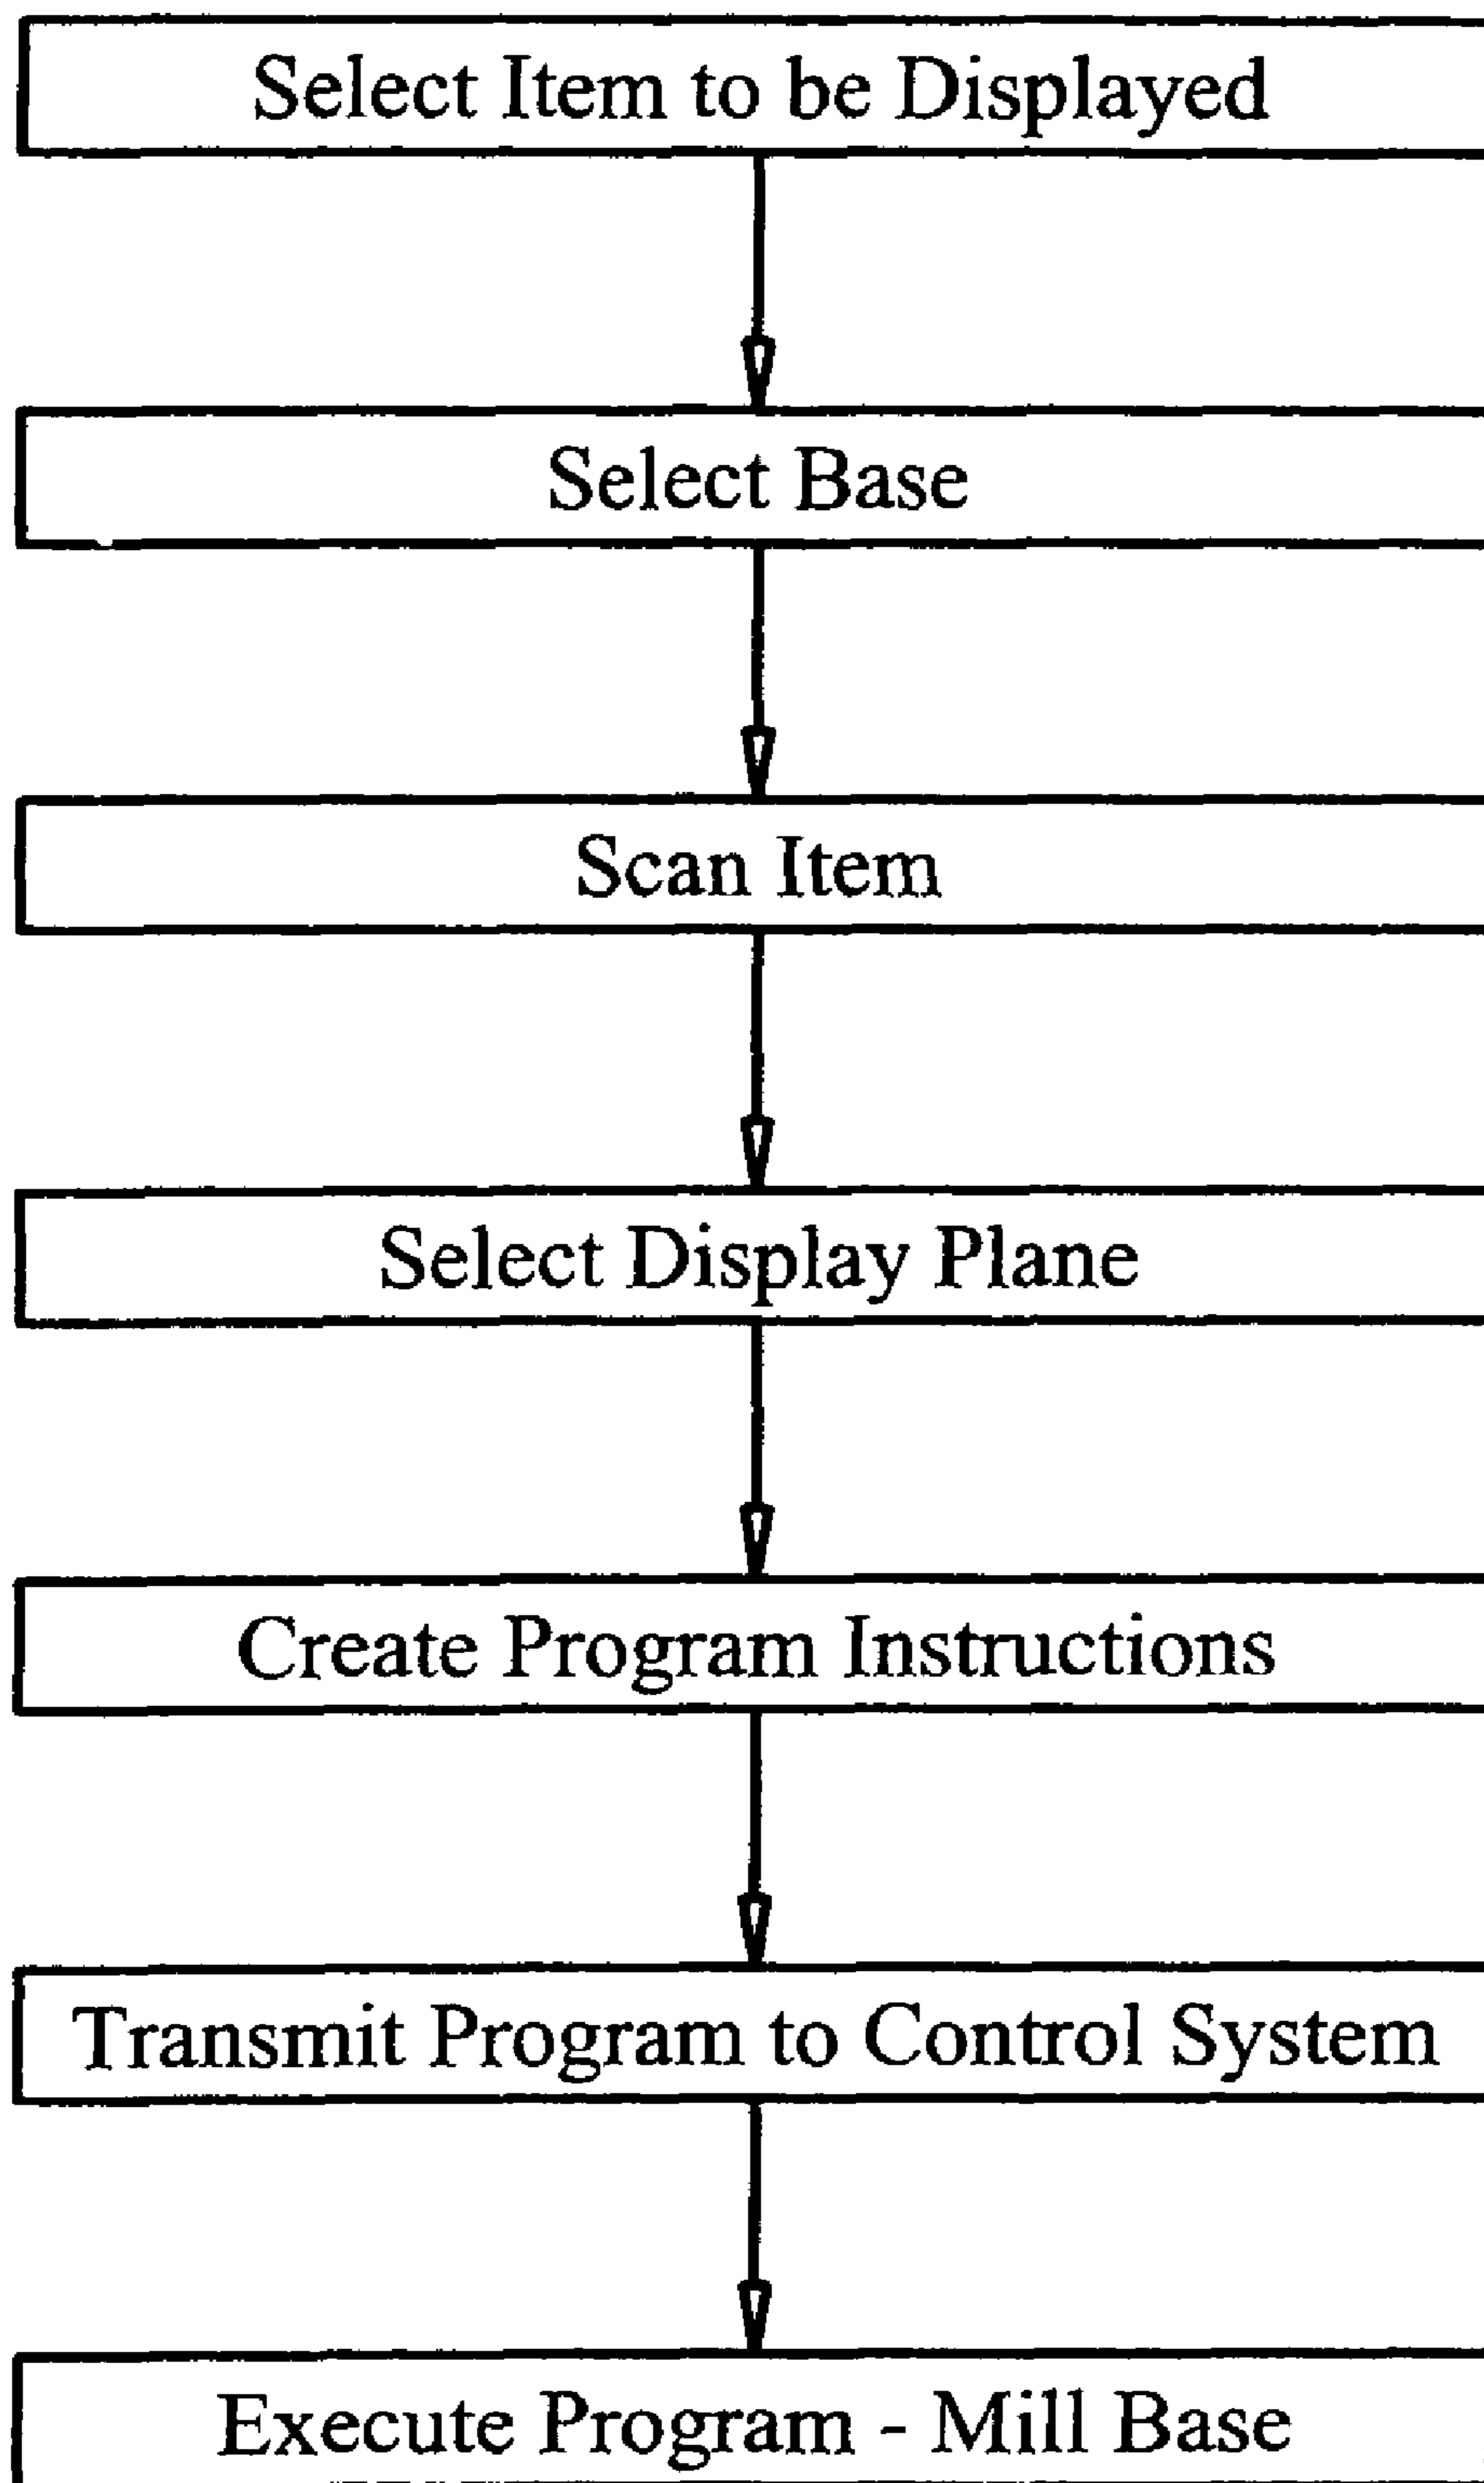 Select Item to be Displayed
Select Base
Scan Item
Select Display Plane
Create Program Instructions
Transmit Program to Control System
Execute Program - Mill Base